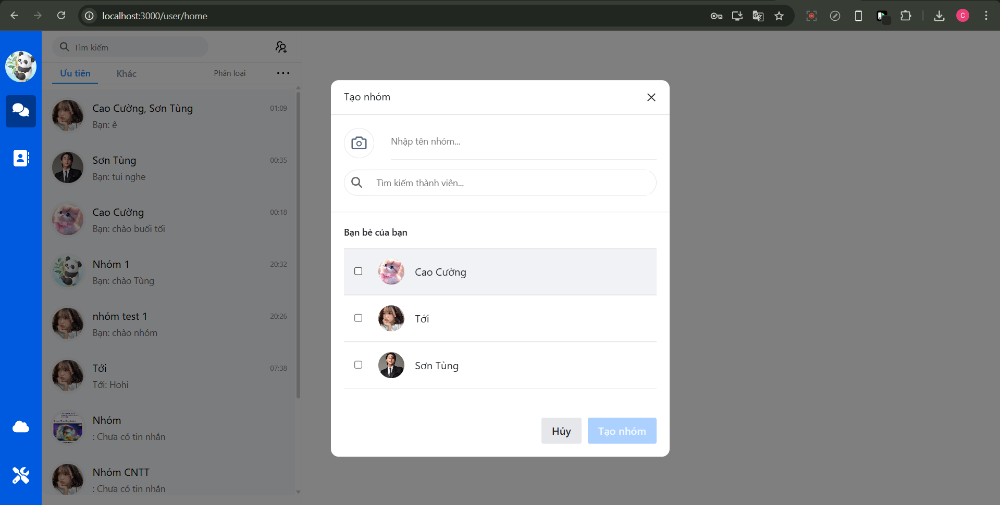 localhost:3000/user/home
C
Tìm kiếm
Ưu tiên Khác Phân loại
Cao Cường, Sơn Tùng 01:09
Bạn: ê
Sơn Tùng 00:35
Bạn: tui nghe
Cao Cường 00:18
Bạn: chào buổi tối
Nhóm 1 20:32
Bạn: chào Tùng
nhóm test 1 20:26
Bạn: chào nhóm
Tới 07:38
Tới: Hohi
Nhóm
: Chưa có tin nhắn
Nhóm CNTT
: Chưa có tin nhắn
Tạo nhóm
Nhập tên nhóm...
Tìm kiếm thành viên...
Bạn bè của bạn
Cao Cường
Tới
Sơn Tùng
Hủy Tạo nhóm